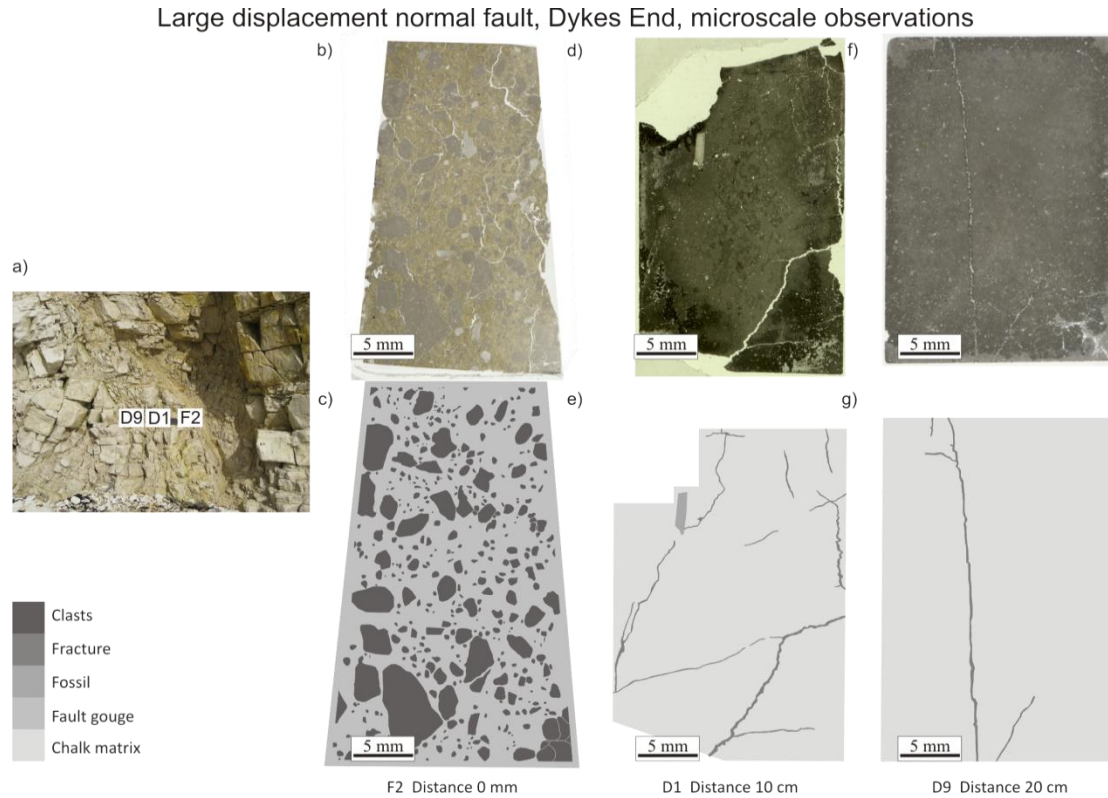 Large displacement normal fault, Dykes End, microscale observations
b)
d)
f)
5 mm
5 mm
5 mm
a)
D9 D1 F2
c)
e)
g)
Clasts
Fracture
Fossil
Fault gouge
Chalk matrix
5 mm
5 mm
5 mm
F2 Distance 0 mm
D1 Distance 10 cm
D9 Distance 20 cm